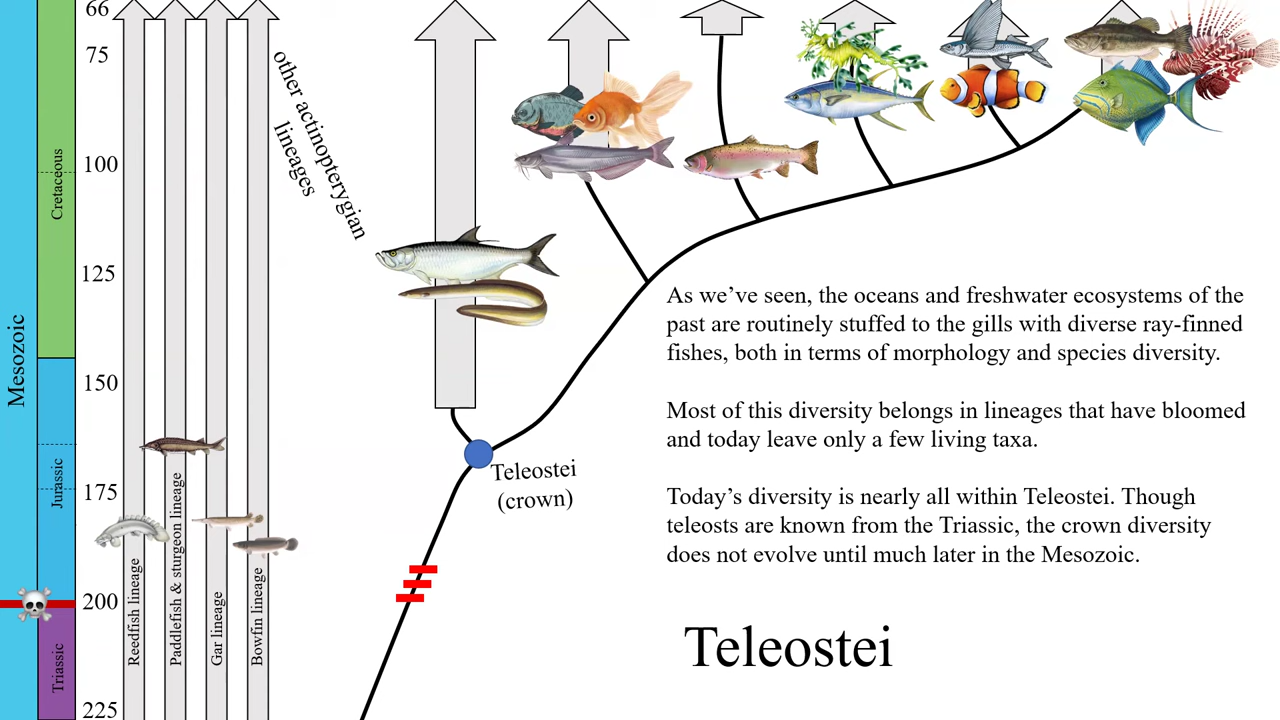 66
75
100
125
150
175
200
225
Mesozoic
Cretaceous
Jurassic
Triassic
Reedfish lineage
Paddlefish & sturgeon lineage
Gar lineage
Bowfin lineage
other actinopterygian
lineages
Teleostei
(crown)
As we’ve seen, the oceans and freshwater ecosystems of the
past are routinely stuffed to the gills with diverse ray-finned
fishes, both in terms of morphology and species diversity.
Most of this diversity belongs in lineages that have bloomed
and today leave only a few living taxa.
Today’s diversity is nearly all within Teleostei. Though
teleosts are known from the Triassic, the crown diversity
does not evolve until much later in the Mesozoic.
Teleostei